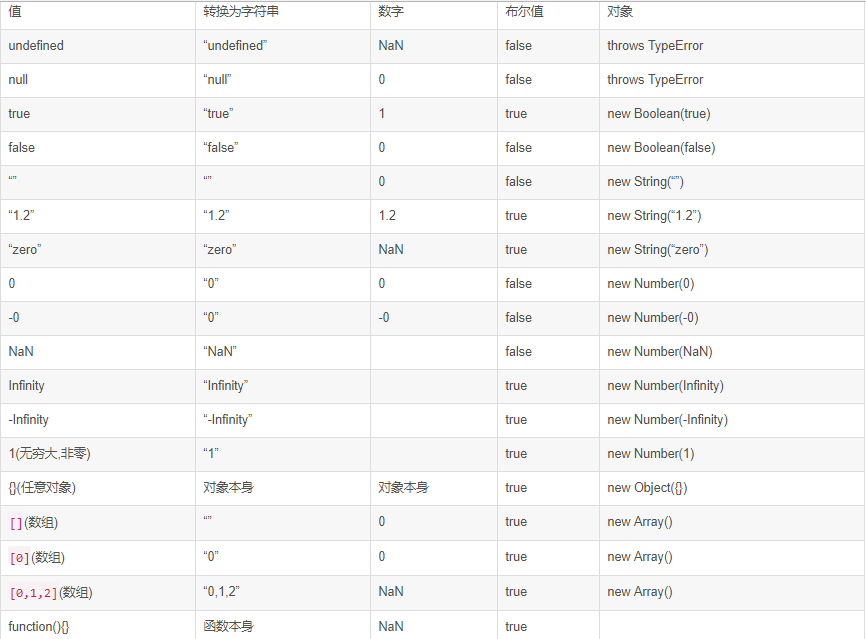 值 转换为字符串 数字 布尔值 对象
undefined “undefined” NaN false throws TypeError
null “null” 0 false throws TypeError
true “true” 1 true new Boolean(true)
false “false” 0 false new Boolean(false)
“” “” 0 false new String(“”)
“1.2” “1.2” 1.2 true new String(“1.2”)
“zero” “zero” NaN true new String(“zero”)
0 “0” 0 false new Number(0)
-0 “0” -0 false new Number(-0)
NaN “NaN” false new Number(NaN)
Infinity “Infinity” true new Number(Infinity)
-Infinity “-Infinity” true new Number(-Infinity)
1(无穷大,非零) “1” true new Number(1)
{}(任意对象) 对象本身 对象本身 true new Object({})
[](数组) “” 0 true new Array()
[0](数组) “0” 0 true new Array()
[0,1,2](数组) “0,1,2” NaN true new Array()
function(){} 函数本身 NaN true